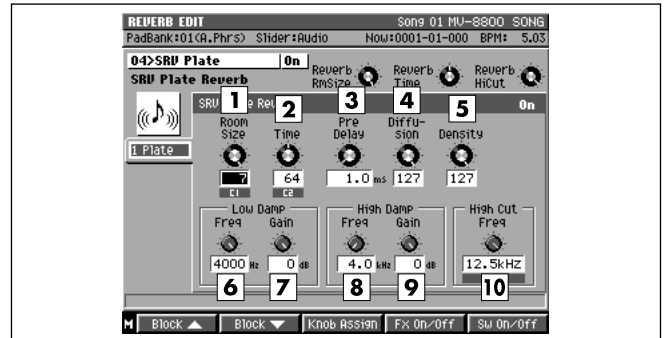 REVERB EDIT Song 01 MV-8800 SONG
PadBank:01(A.Phrs) Slider:Audio Now:0001-01-000 BPM: 5.03
04>SRV Plate On
SRV Plate Reverb
Reverb RmSize
Reverb Time
Reverb HiCut
On
1 Plate
1 2 3 4 5
Room Size
Time
Pre Delay
Diffu-sion
Density
7 64 1.0 ms 127 127
C1 C2
Low Damp High Damp High Cut
Freq Gain Freq Gain Freq
4000 Hz 0 dB 4.0 kHz 0 dB 12.5kHz
6 7 8 9 10
M Block ▲ Block ▼ Knob Assign FX On/Off Sw On/Off